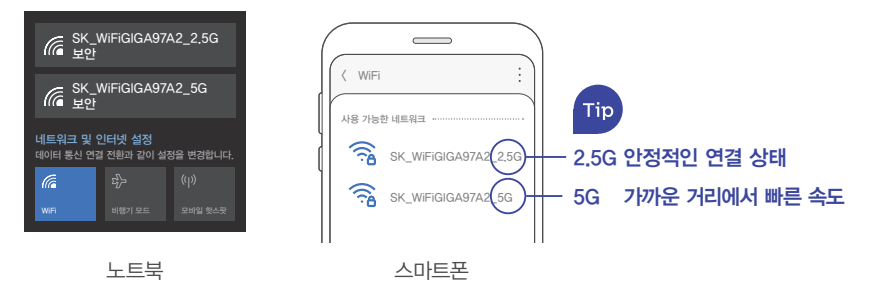 SK_WiFiGIGA97A2_2.5G
보안
SK_WiFiGIGA97A2_5G
보안
네트워크 및 인터넷 설정
데이터 통신 연결 전환과 같이 설정을 변경합니다.
WiFi
비행기 모드
모바일 핫스팟
노트북
WiFi
사용 가능한 네트워크
SK_WiFiGIGA97A2_2.5G
SK_WiFiGIGA97A2_5G
스마트폰
Tip
2.5G 안정적인 연결 상태
5G 가까운 거리에서 빠른 속도